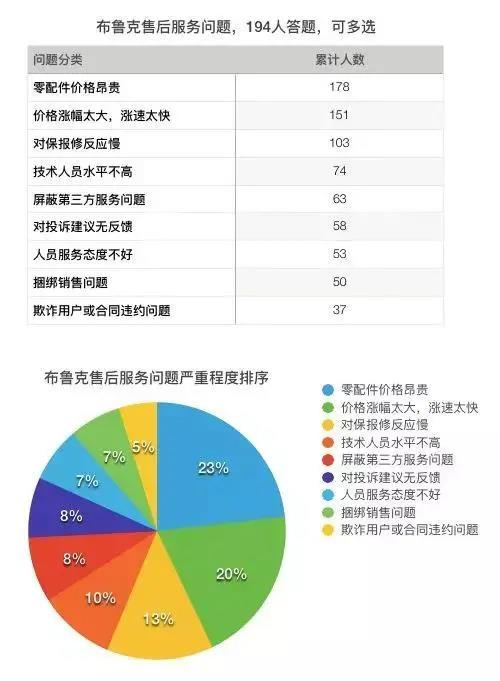 布鲁克售后服务问题，194人答题，可多选
问题分类 累计人数
零配件价格昂贵 178
价格涨幅太大，涨速太快 151
对保报修反应慢 103
技术人员水平不高 74
屏蔽第三方服务问题 63
对投诉建议无反馈 58
人员服务态度不好 53
捆绑销售问题 50
欺诈用户或合同违约问题 37
布鲁克售后服务问题严重程度排序
零配件价格昂贵
价格涨幅太大，涨速太快
对保报修反应慢
技术人员水平不高
屏蔽第三方服务问题
对投诉建议无反馈
人员服务态度不好
捆绑销售问题
欺诈用户或合同违约问题
23%
20%
13%
10%
8%
8%
7%
7%
5%